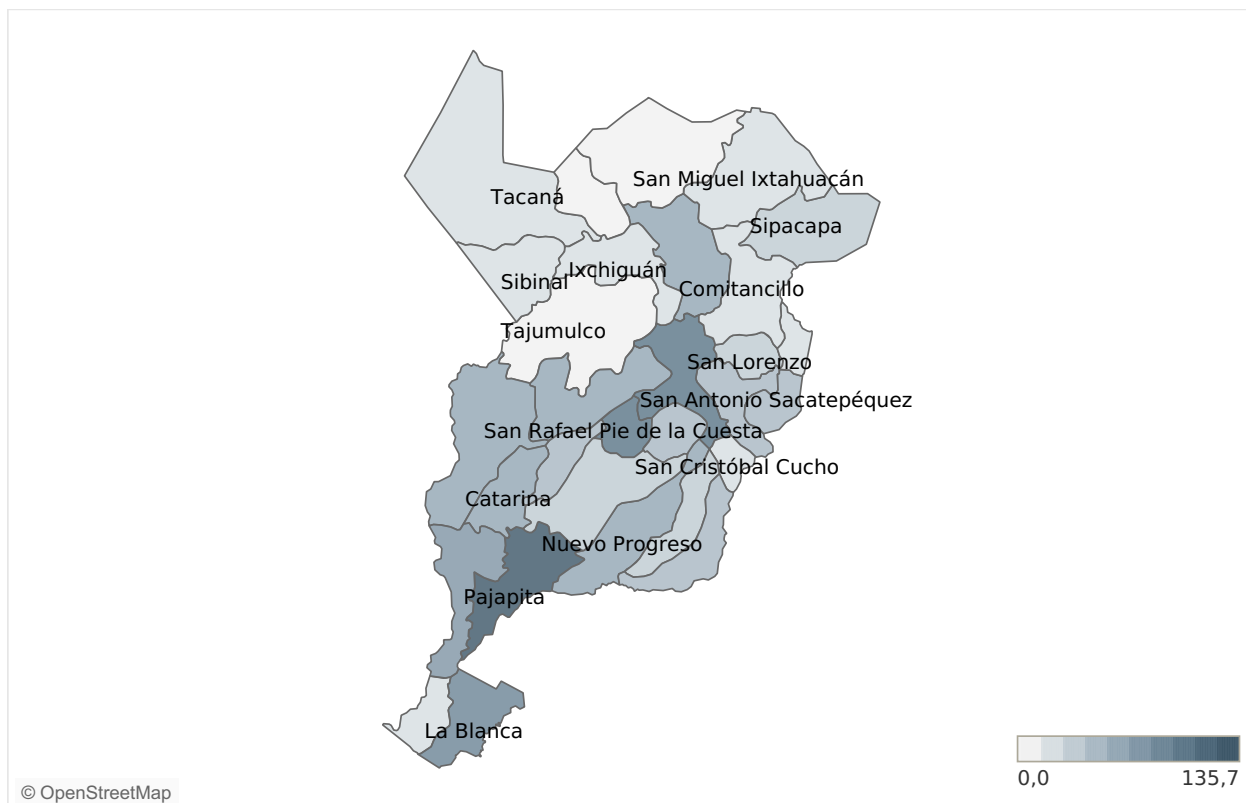 San Miguel Ixtahuacán
Tacaná
Sipacapa
Ixchiguán
Sibinal
Comitancillo
Tajumulco
San Lorenzo
San Antonio Sacatepéquez
San Rafael Pie de la Cuesta
San Cristóbal Cucho
Catarina
Nuevo Progreso
Pajapita
La Blanca
0,0 135,7
© OpenStreetMap